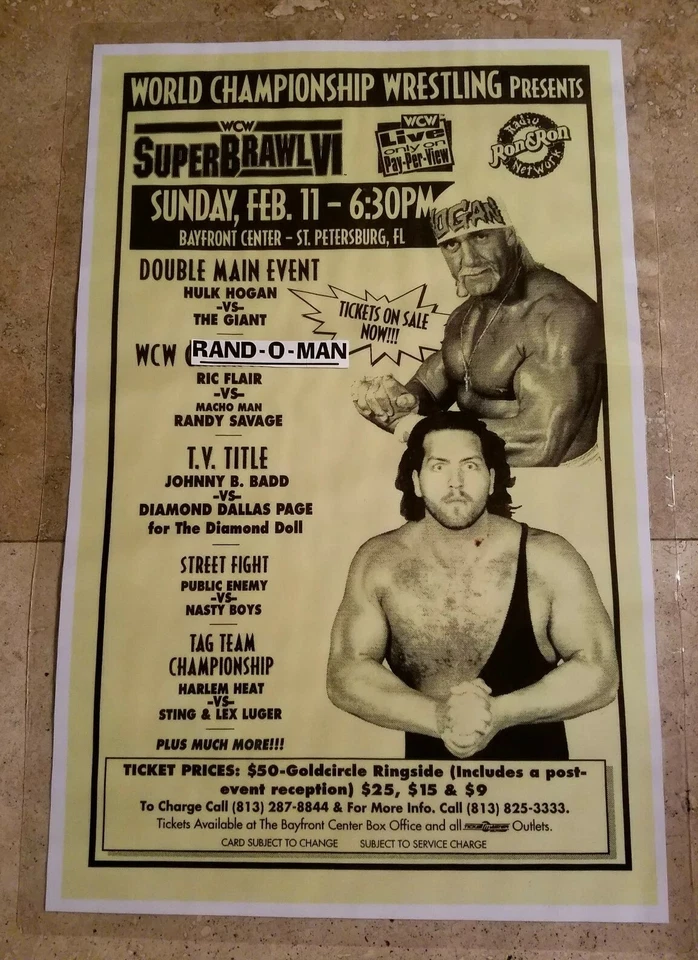 WORLD CHAMPIONSHIP WRESTLING PRESENTS
WCW
SUPERBRAWL VI
WCW
Live
only on
Pay-Per-View
Radio
Ron & Ron
Network
SUNDAY, FEB. 11 – 6:30PM
BAYFRONT CENTER – ST. PETERSBURG, FL
HOGAN
DOUBLE MAIN EVENT
HULK HOGAN
-VS-
THE GIANT
TICKETS ON SALE
NOW!!!
WCW RAND-O-MAN
RIC FLAIR
-VS-
MACHO MAN
RANDY SAVAGE
T.V. TITLE
JOHNNY B. BADD
-VS-
DIAMOND DALLAS PAGE
for The Diamond Doll
STREET FIGHT
PUBLIC ENEMY
-VS-
NASTY BOYS
TAG TEAM
CHAMPIONSHIP
HARLEM HEAT
-VS-
STING & LEX LUGER
PLUS MUCH MORE!!!
TICKET PRICES: $50-Goldcircle Ringside (Includes a post-
event reception) $25, $15 & $9
To Charge Call (813) 287-8844 & For More Info. Call (813) 825-3333.
Tickets Available at The Bayfront Center Box Office and all TICKETMASTER Outlets.
CARD SUBJECT TO CHANGE SUBJECT TO SERVICE CHARGE